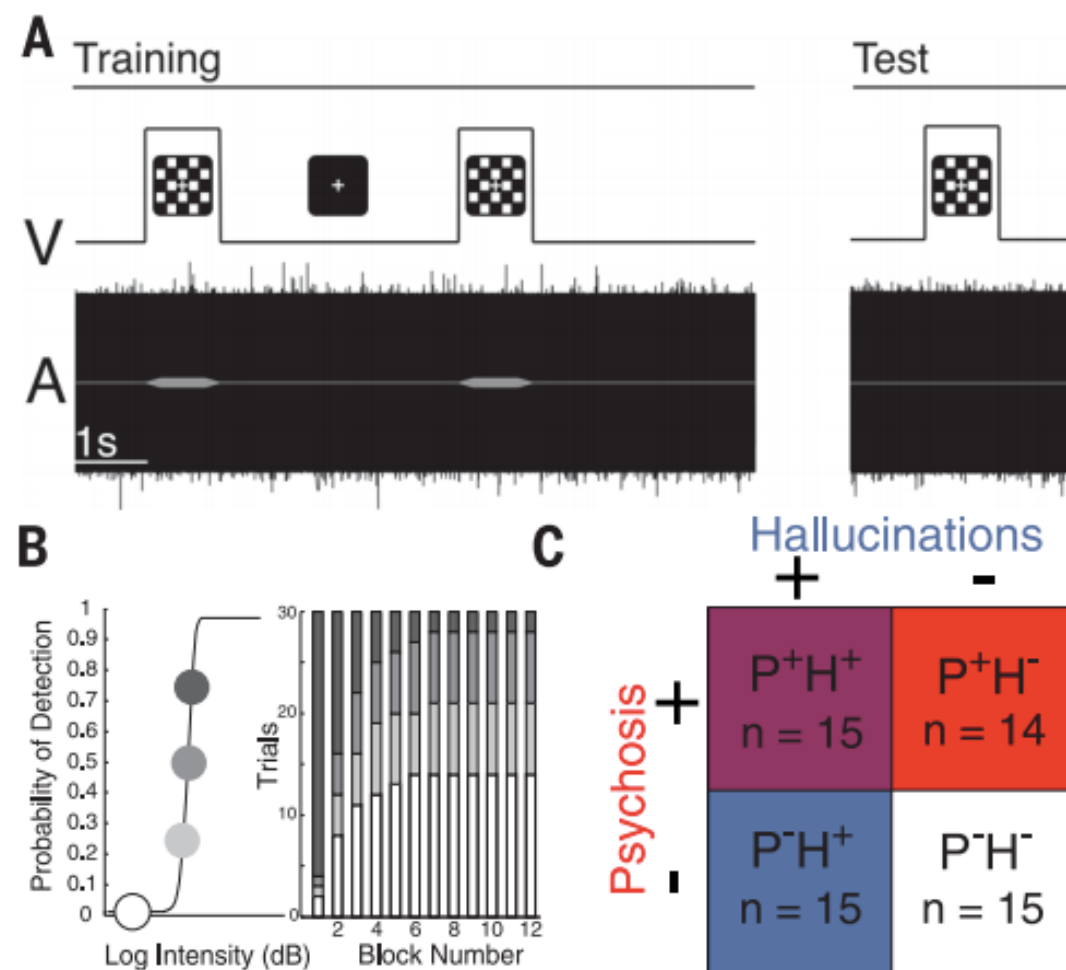 A
Training
Test
V
A
1s
B
1
0.9
0.8
0.7
0.6
0.5
0.4
0.3
0.2
0.1
0
Probability of Detection
Log Intensity (dB)
30
20
10
0
Trials
2 4 6 8 10 12
Block Number
C
Hallucinations
+ -
Psychosis
+
-
P⁺H⁺
n = 15
P⁺H⁻
n = 14
P⁻H⁺
n = 15
P⁻H⁻
n = 15